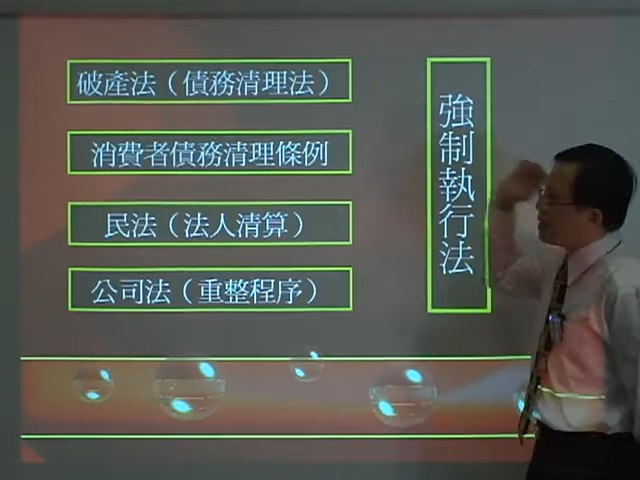 破產法（債務清理法）
消費者債務清理條例
民法（法人清算）
公司法（重整程序）
強制執行法